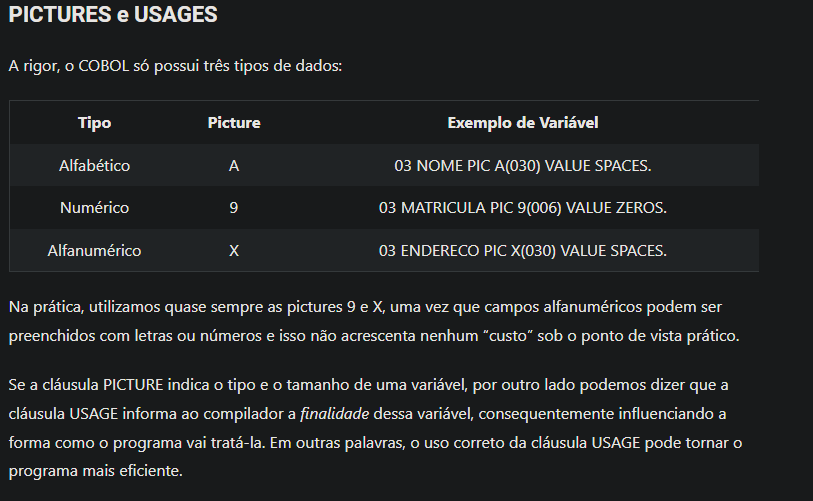 PICTURES e USAGES
A rigor, o COBOL só possui três tipos de dados:
Tipo Picture Exemplo de Variável
Alfabético A 03 NOME PIC A(030) VALUE SPACES.
Numérico 9 03 MATRICULA PIC 9(006) VALUE ZEROS.
Alfanumérico X 03 ENDERECO PIC X(030) VALUE SPACES.
Na prática, utilizamos quase sempre as pictures 9 e X, uma vez que campos alfanuméricos podem ser
preenchidos com letras ou números e isso não acrescenta nenhum “custo” sob o ponto de vista prático.
Se a cláusula PICTURE indica o tipo e o tamanho de uma variável, por outro lado podemos dizer que a
cláusula USAGE informa ao compilador a finalidade dessa variável, consequentemente influenciando a
forma como o programa vai tratá-la. Em outras palavras, o uso correto da cláusula USAGE pode tornar o
programa mais eficiente.